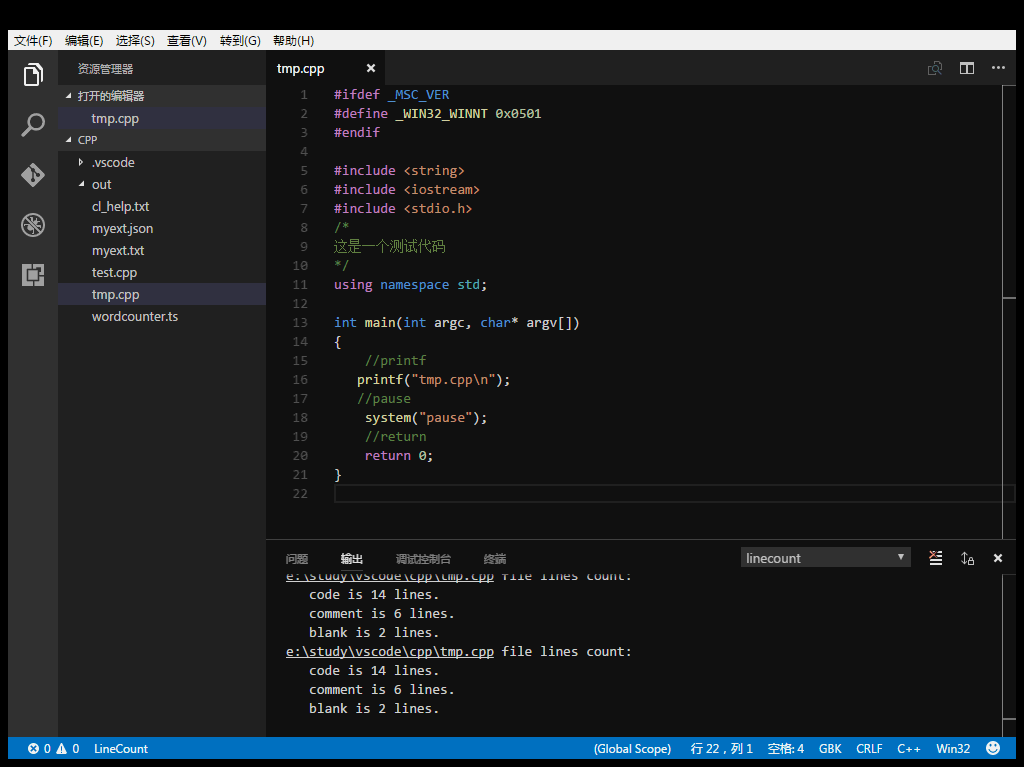 文件(F) 编辑(E) 选择(S) 查看(V) 转到(G) 帮助(H)
资源管理器
打开的编辑器
tmp.cpp
CPP
.vscode
out
cl_help.txt
myext.json
myext.txt
test.cpp
tmp.cpp
wordcounter.ts
tmp.cpp
1 #ifdef _MSC_VER
2 #define _WIN32_WINNT 0x0501
3 #endif
4
5 #include <string>
6 #include <iostream>
7 #include <stdio.h>
8 /*
9 这是一个测试代码
10 */
11 using namespace std;
12
13 int main(int argc, char* argv[])
14 {
15 //printf
16 printf("tmp.cpp\n");
17 //pause
18 system("pause");
19 //return
20 return 0;
21 }
22
问题 输出 调试控制台 终端 linecount
e:\study\vscode\cpp\tmp.cpp file lines count:
code is 14 lines.
comment is 6 lines.
blank is 2 lines.
e:\study\vscode\cpp\tmp.cpp file lines count:
code is 14 lines.
comment is 6 lines.
blank is 2 lines.
0 0 LineCount (Global Scope) 行 22，列 1 空格: 4 GBK CRLF C++ Win32